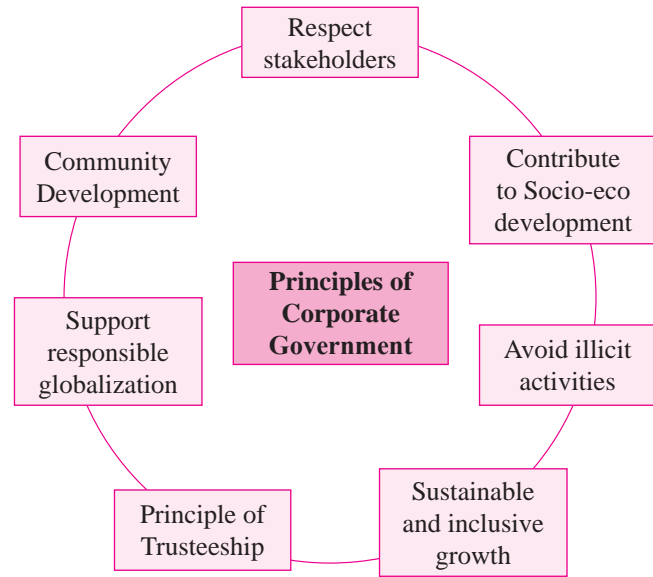 Respect
stakeholders
Contribute
to Socio-eco
development
Avoid illicit
activities
Sustainable
and inclusive
growth
Principle of
Trusteeship
Support
responsible
globalization
Community
Development
Principles of
Corporate
Government